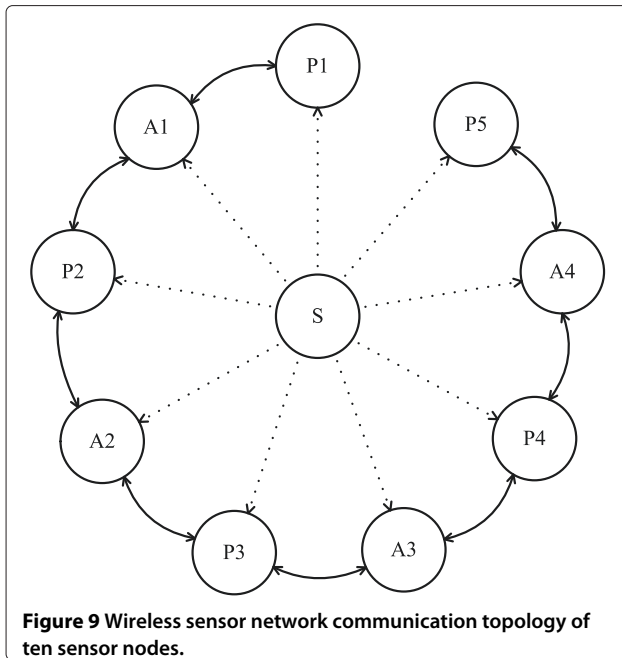 P1
A1
P5
P2
A4
S
A2
P4
P3
A3
Figure 9 Wireless sensor network communication topology of
ten sensor nodes.